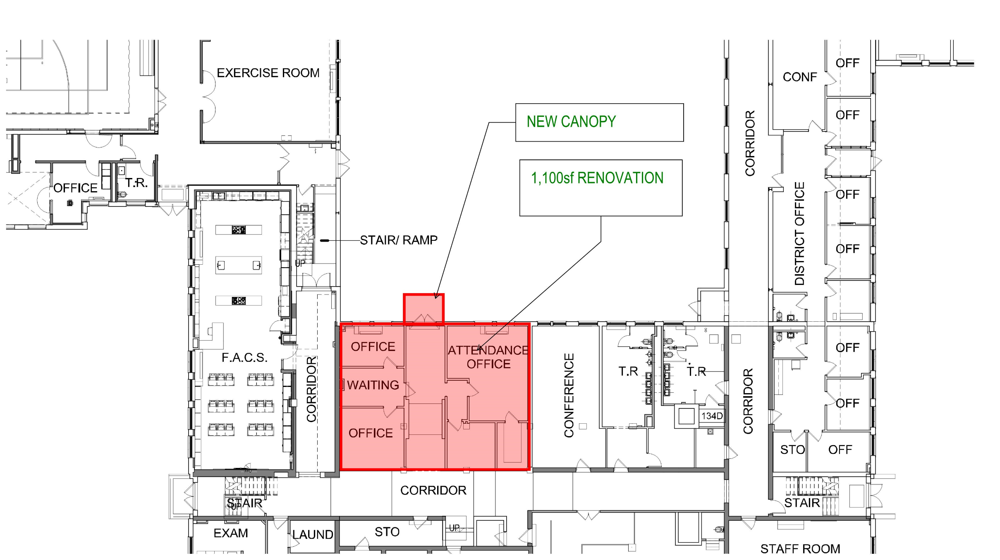 EXERCISE ROOM
OFF
CONF
OFF
NEW CANOPY
CORRIDOR
1,100sf RENOVATION
OFFICE
T.R.
OFF
DISTRICT OFFICE
STAIR/ RAMP
OFF
UP
OFFICE
ATTENDANCE
OFFICE
OFF
F.A.C.S.
CORRIDOR
WAITING
CONFERENCE
T.R
T.R
CORRIDOR
OFF
134D
OFFICE
STO
OFF
CORRIDOR
STAIR
UP
STAIR
EXAM
LAUND
STO
UP
STAFF ROOM